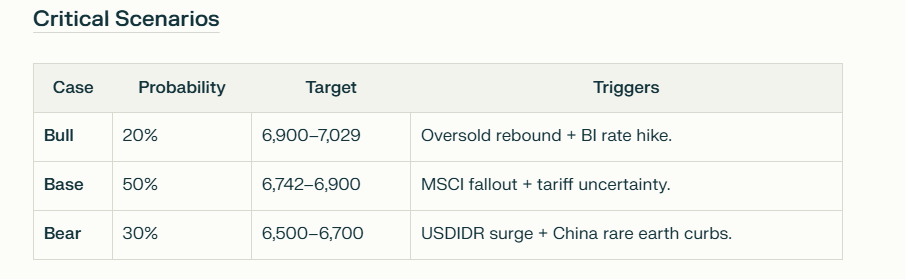 Critical Scenarios
Case Probability Target Triggers
Bull 20% 6,900–7,029 Oversold rebound + BI rate hike.
Base 50% 6,742–6,900 MSCI fallout + tariff uncertainty.
Bear 30% 6,500–6,700 USDIDR surge + China rare earth curbs.